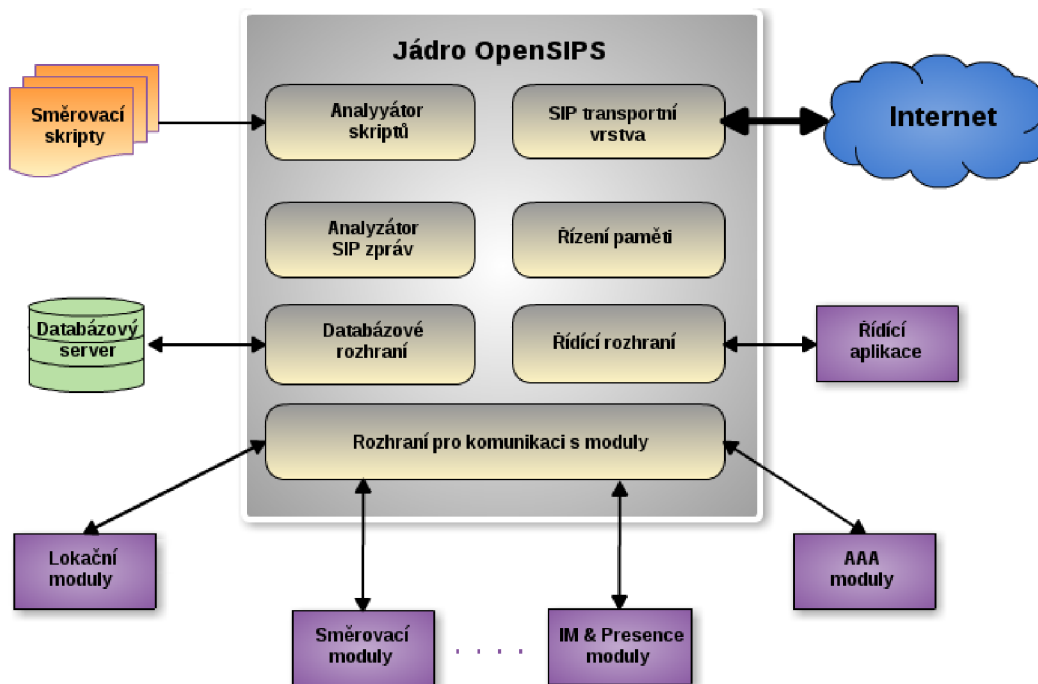 Jádro OpenSIPS
Směrovací
skripty
Analyyátor
skriptů
SIP transportní
vrstva
Internet
Analyzátor
SIP zpráv
Řízení paměti
Databázový
server
Databázové
rozhraní
Řídící rozhraní
Řídící
aplikace
Rozhraní pro komunikaci s moduly
Lokační
moduly
AAA
moduly
Směrovací
moduly
. . . . .
IM & Presence
moduly